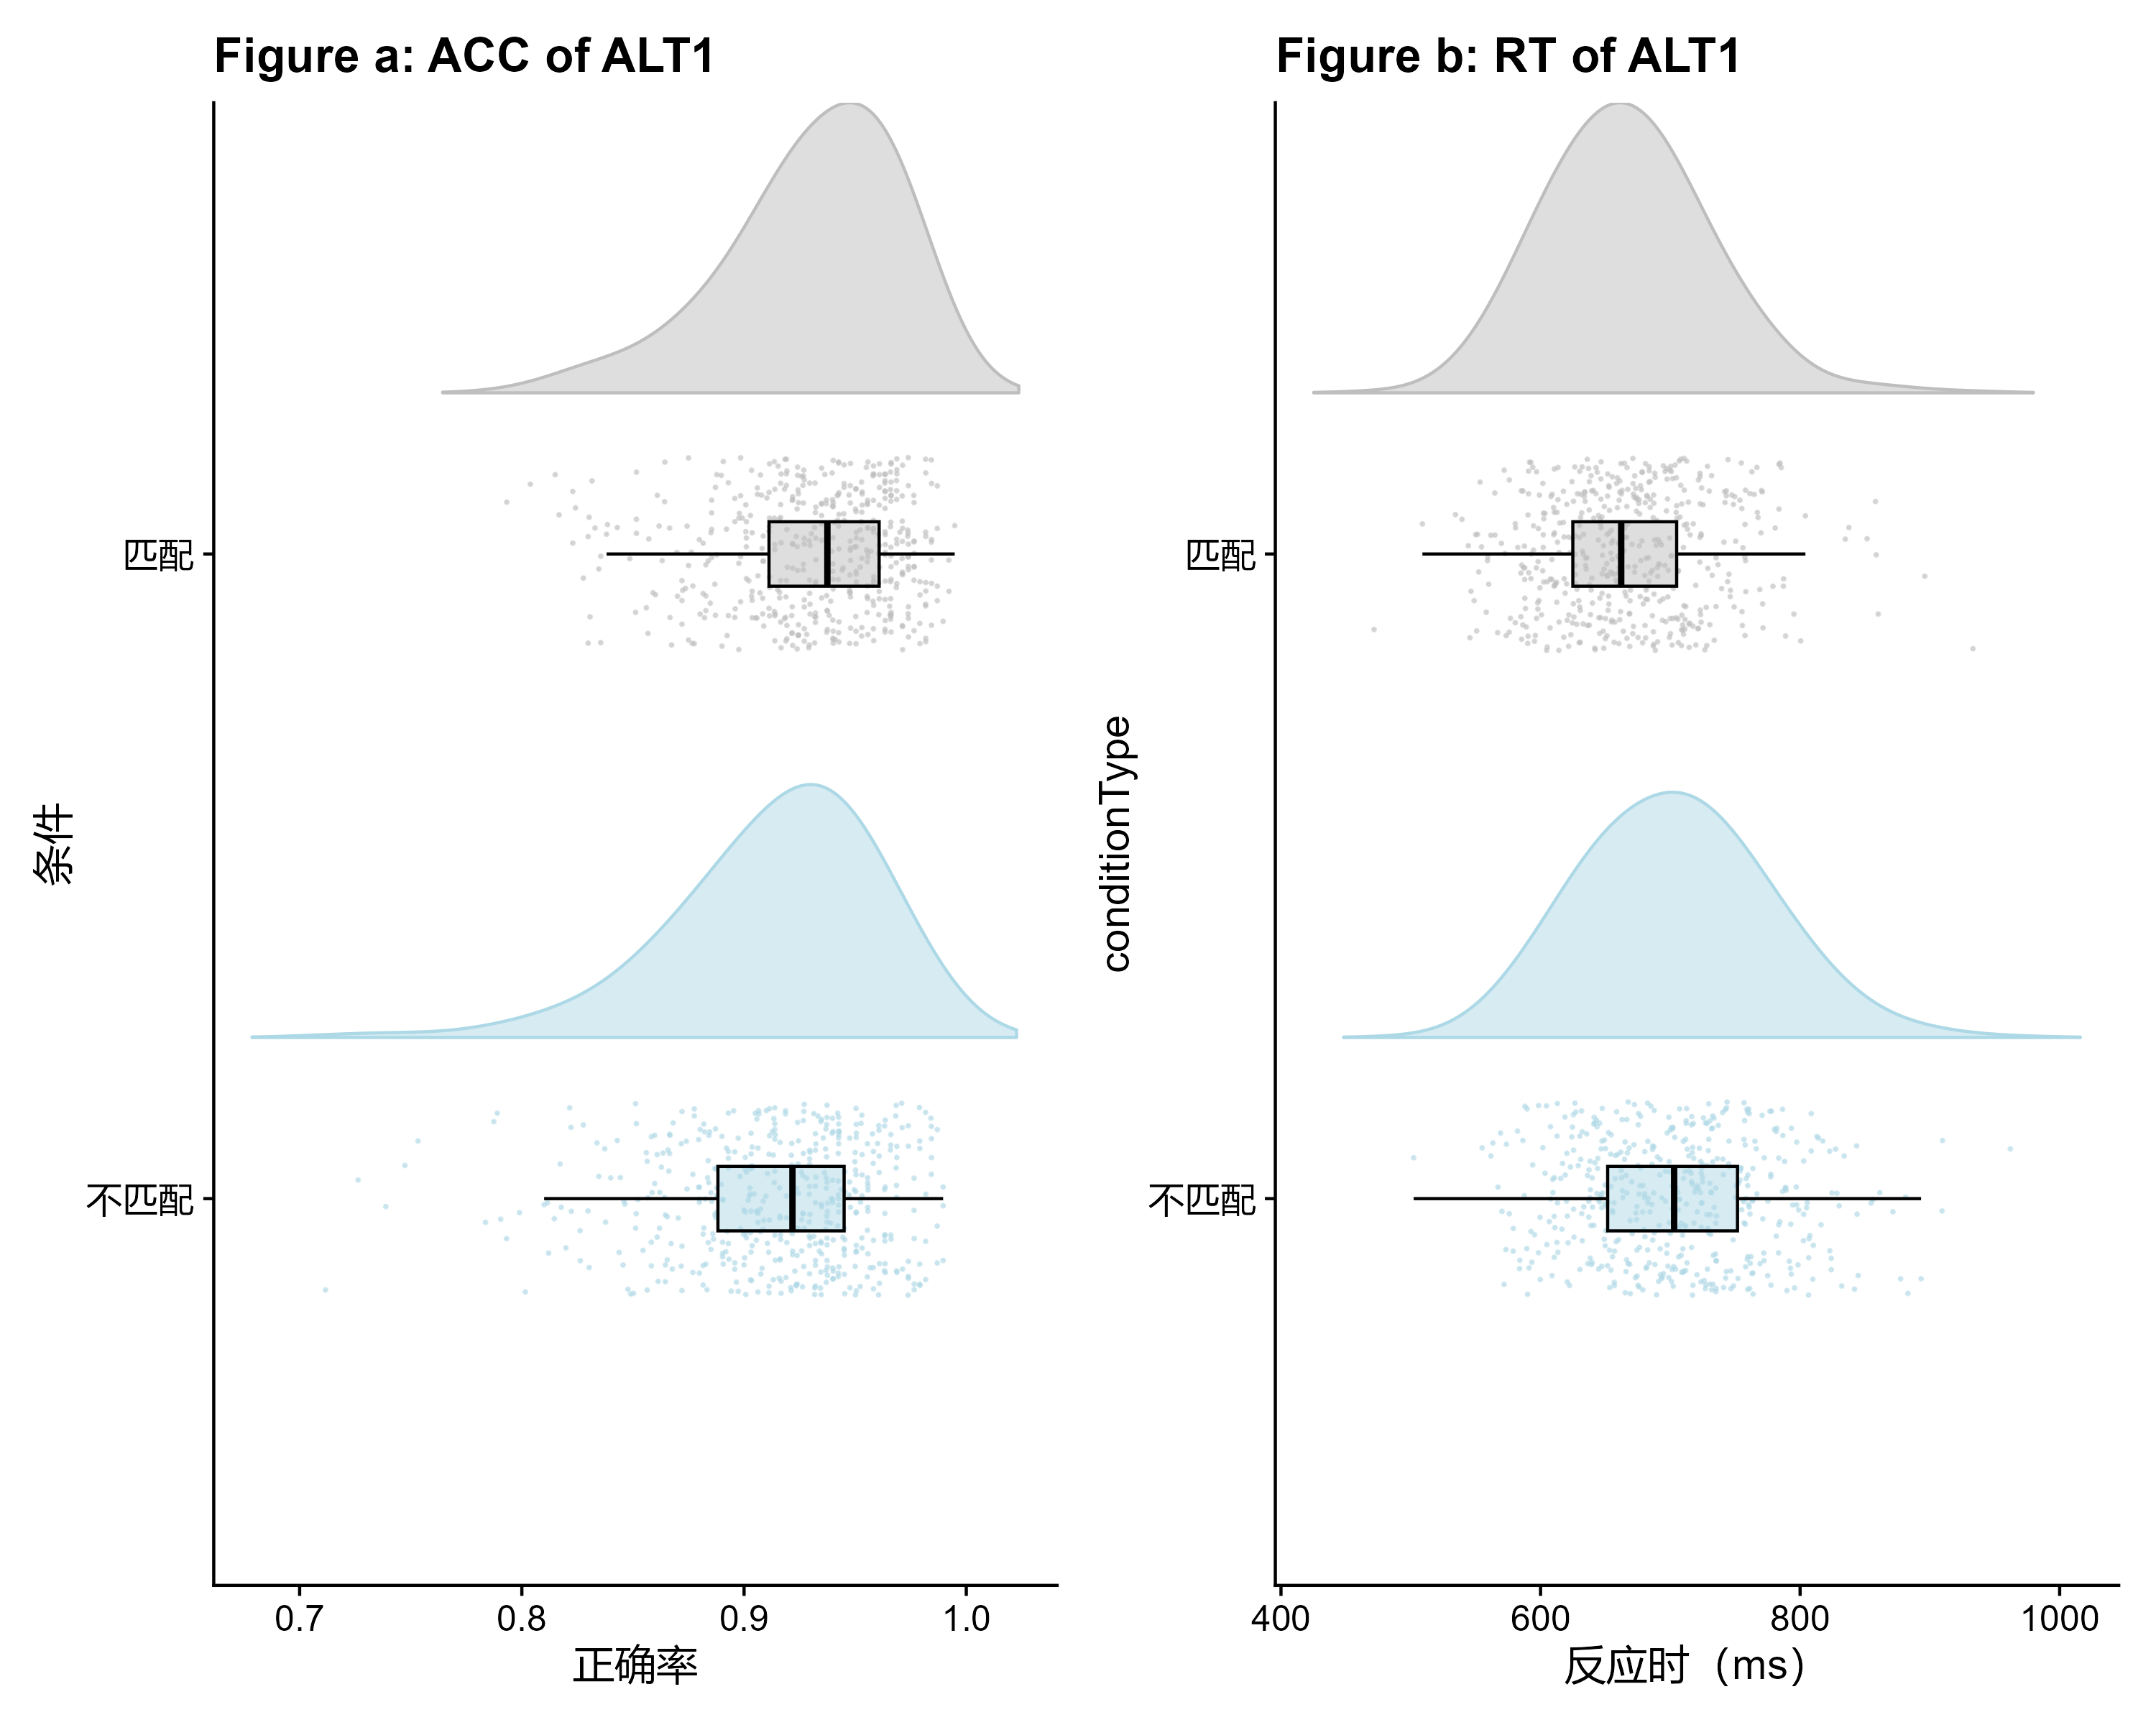 Figure a: ACC of ALT1
匹配
不匹配
条件
0.7 0.8 0.9 1.0
正确率
Figure b: RT of ALT1
匹配
不匹配
conditionType
400 600 800 1000
反应时（ms）